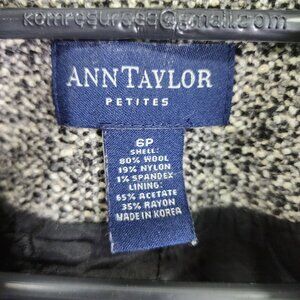 ANN TAYLOR
PETITES
6P
SHELL:
80% WOOL
19% NYLON
1% SPANDEX
LINING:
65% ACETATE
35% RAYON
MADE IN KOREA